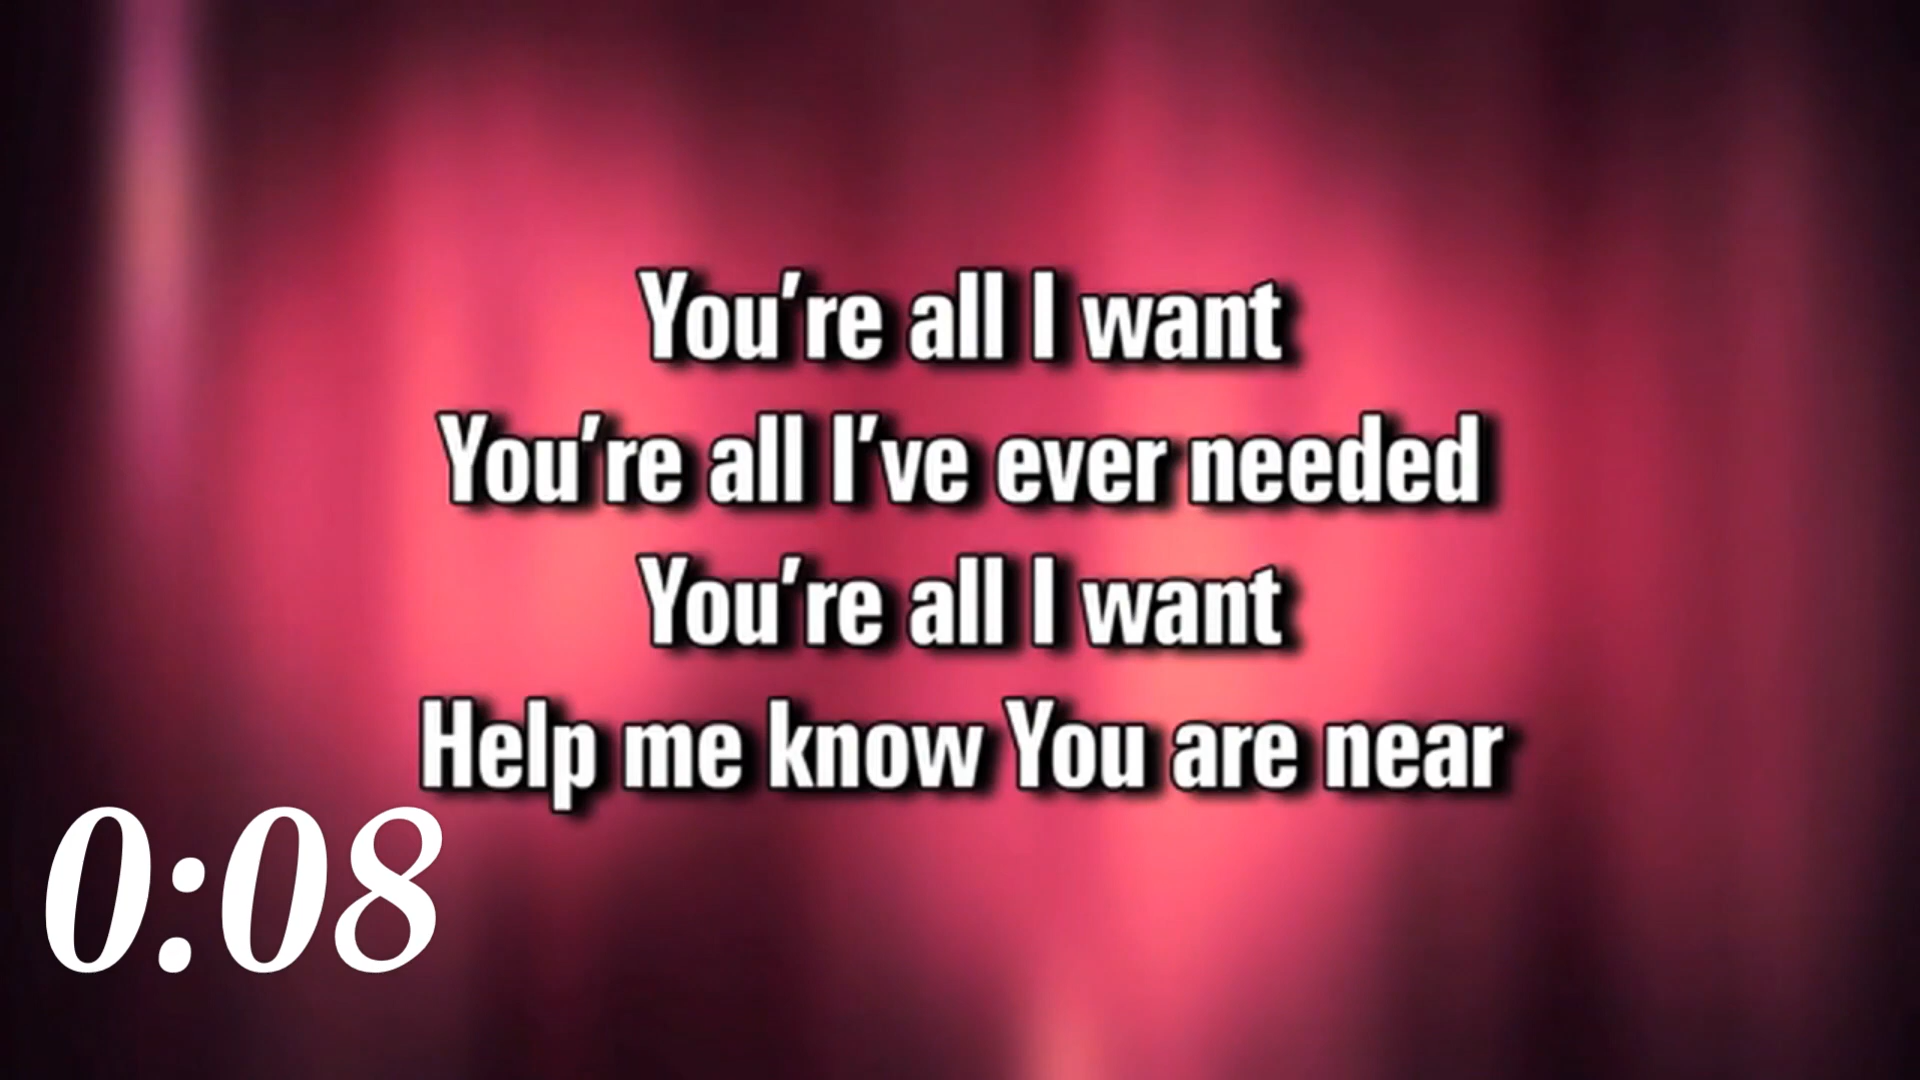 You're all I want
You're all I've ever needed
You're all I want
Help me know You are near
0:08